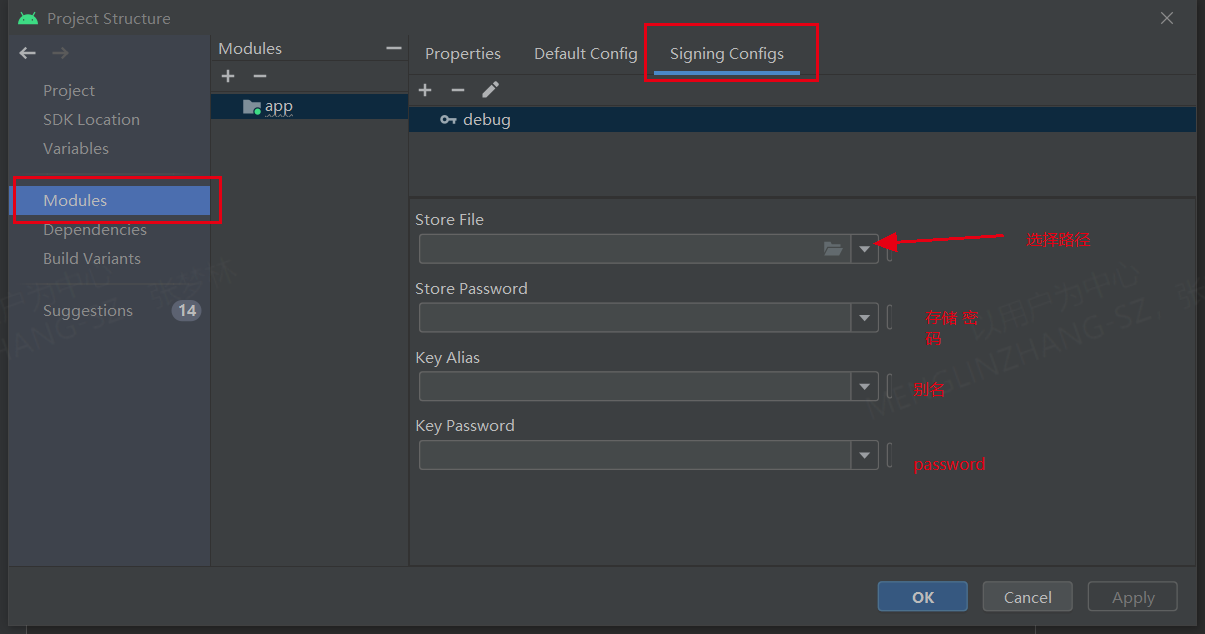 Project Structure
Project
SDK Location
Variables
Modules
Dependencies
Build Variants
Suggestions 14
Modules
app
Properties Default Config Signing Configs
debug
Store File
选择路径
Store Password
存储 密
码
Key Alias
别名
Key Password
password
OK Cancel Apply
以用户为中心
MENGLINZHANG-SZ, 张